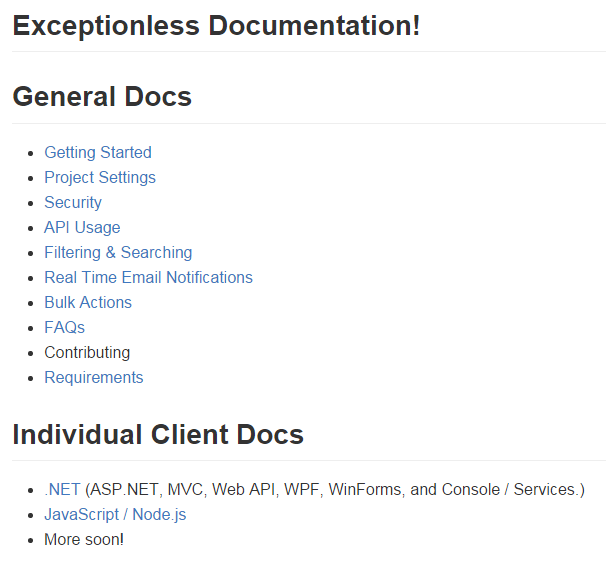 Exceptionless Documentation!
General Docs
Getting Started
Project Settings
Security
API Usage
Filtering & Searching
Real Time Email Notifications
Bulk Actions
FAQs
Contributing
Requirements
Individual Client Docs
.NET (ASP.NET, MVC, Web API, WPF, WinForms, and Console / Services.)
JavaScript / Node.js
More soon!